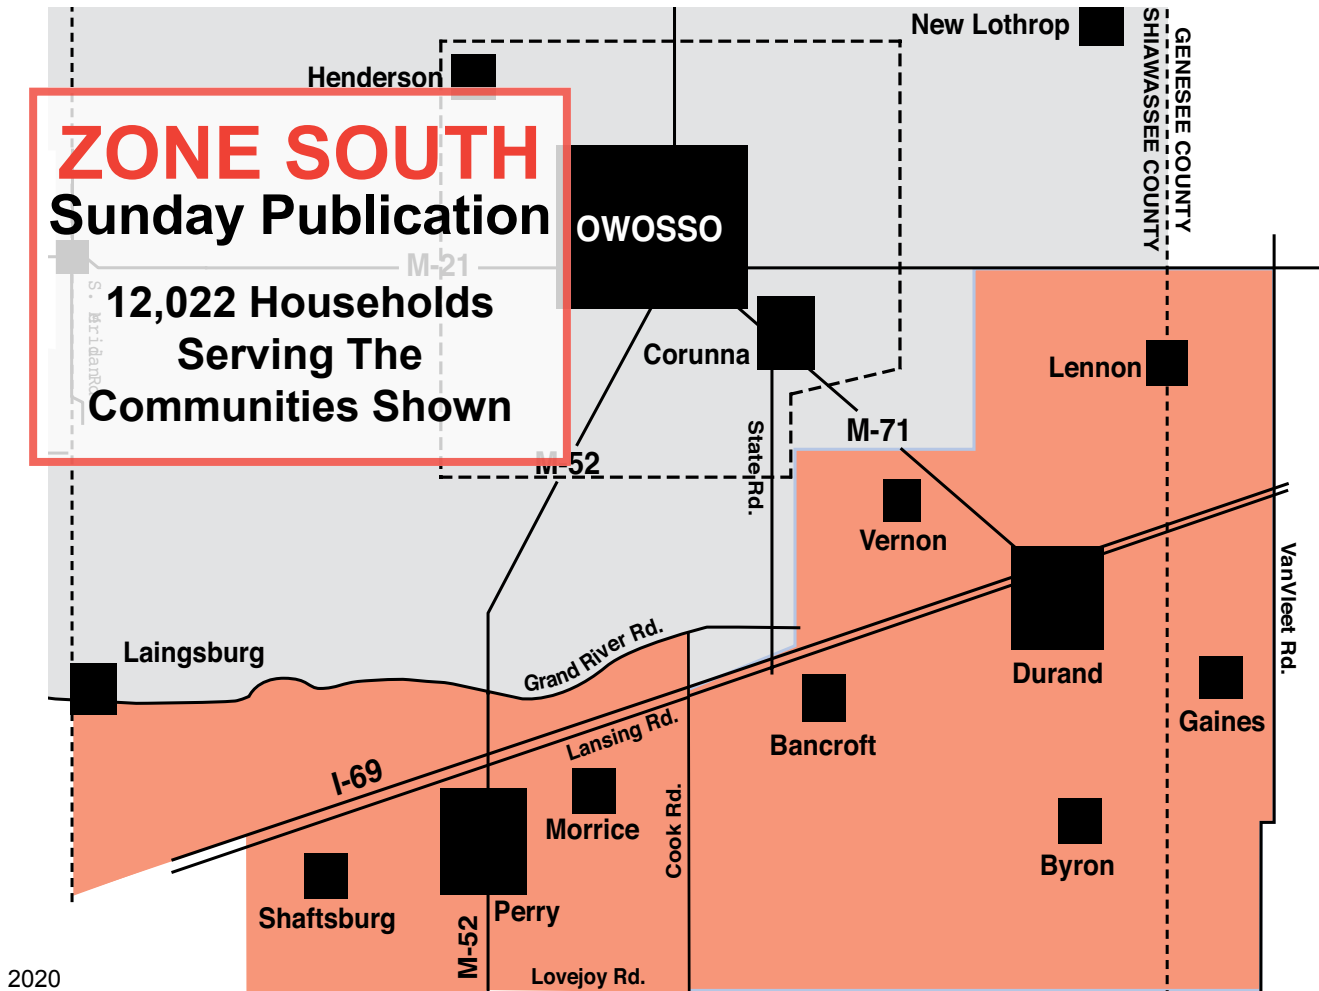 New Lothrop
SHIAWASSEE COUNTY
GENESEE COUNTY
Henderson
ZONE SOUTH
Sunday Publication
12,022 Households
Serving The
Communities Shown
OWOSSO
M-21
Corunna
Lennon
M-71
M-52
State Rd.
Vernon
VanVleet Rd.
Laingsburg
Grand River Rd.
Durand
Gaines
Lansing Rd.
Bancroft
I-69
Morrice
Cook Rd.
Byron
Shaftsburg
Perry
M-52
Lovejoy Rd.
2020